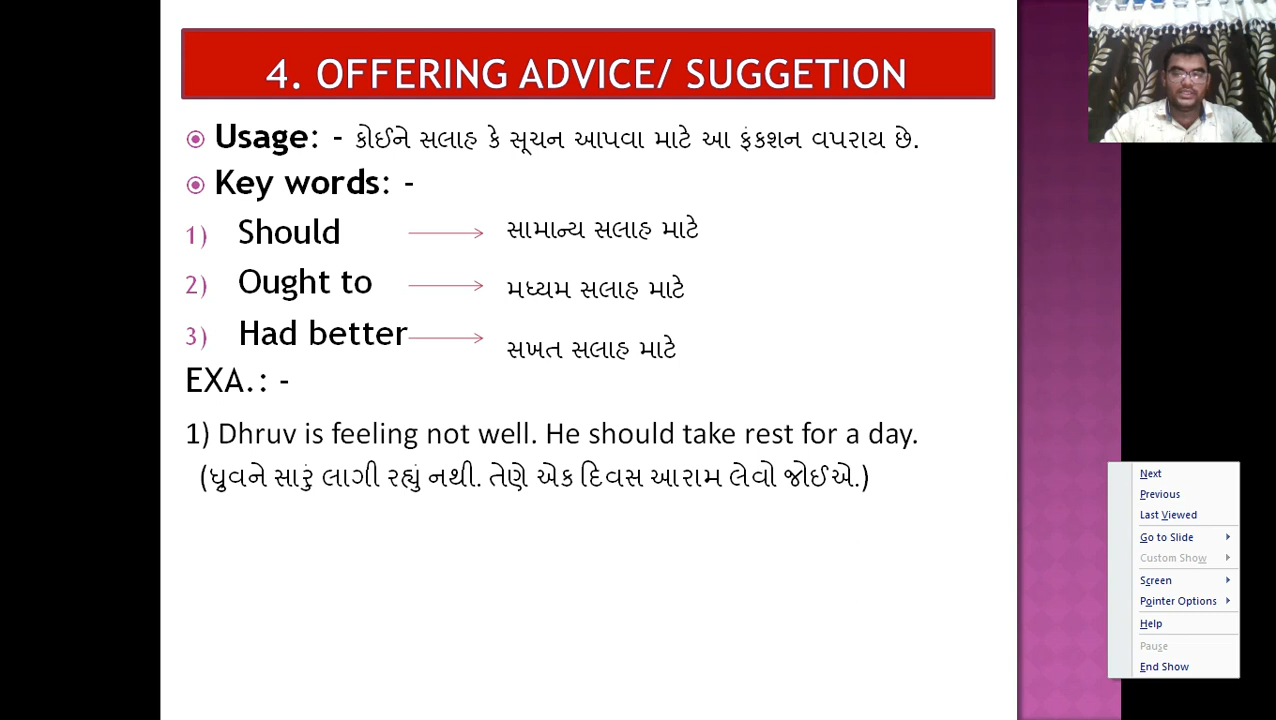 4. OFFERING ADVICE/ SUGGETION
Usage: - કોઈને સલાહ કે સૂચન આપવા માટે આ ફંકશન વપરાય છે.
Key words: -
1) Should સામાન્ય સલાહ માટે
2) Ought to મધ્યમ સલાહ માટે
3) Had better સખત સલાહ માટે
EXA.: -
1) Dhruv is feeling not well. He should take rest for a day.
(ધ્રુવને સારું લાગી રહ્યું નથી. તેણે એક દિવસ આરામ લેવો જોઈએ.)
Next
Previous
Last Viewed
Go to Slide
Custom Show
Screen
Pointer Options
Help
Pause
End Show